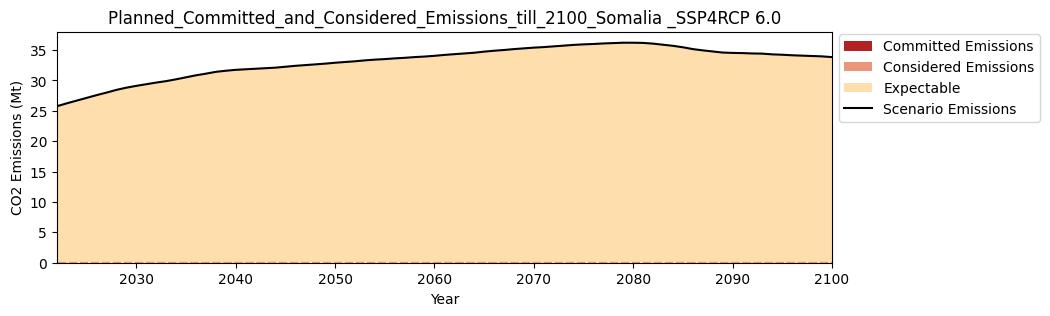 Planned_Committed_and_Considered_Emissions_till_2100_Somalia _SSP4RCP 6.0
Committed Emissions
Considered Emissions
Expectable
Scenario Emissions
CO2 Emissions (Mt)
35
30
25
20
15
10
5
0
2030 2040 2050 2060 2070 2080 2090 2100
Year